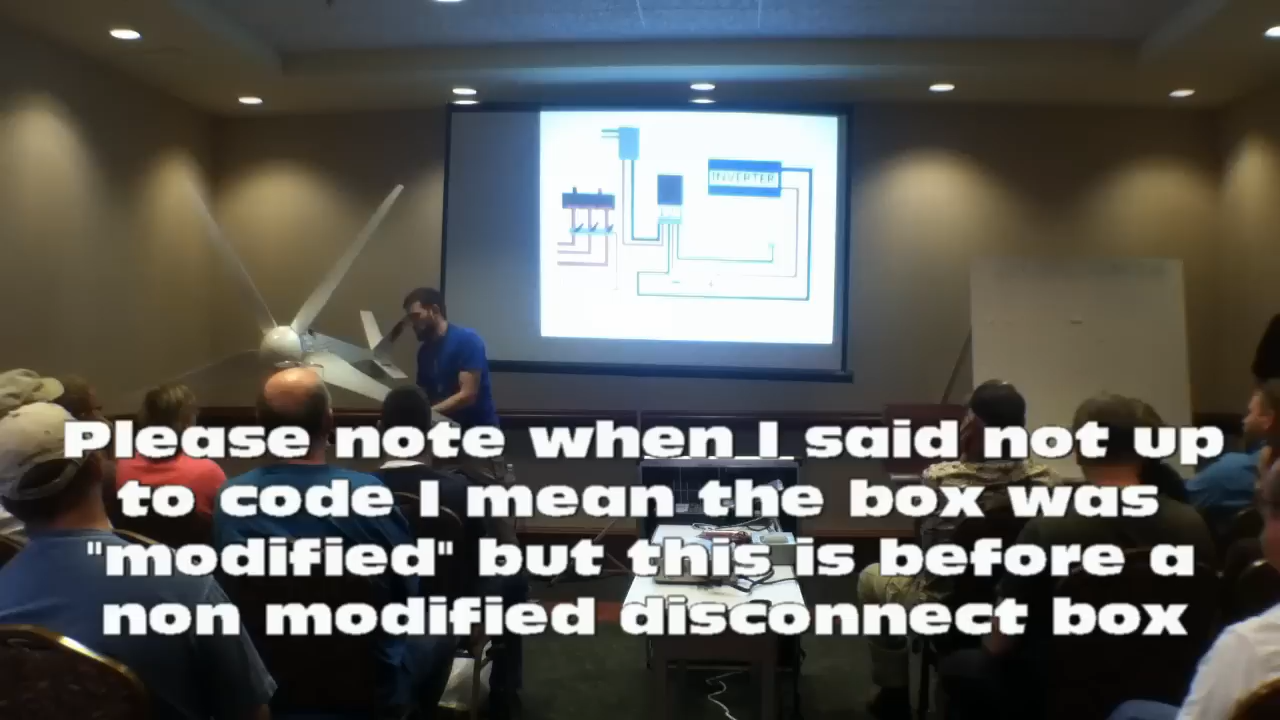 INVERTER
Please note when I said not up
to code I mean the box was
"modified" but this is before a
non modified disconnect box